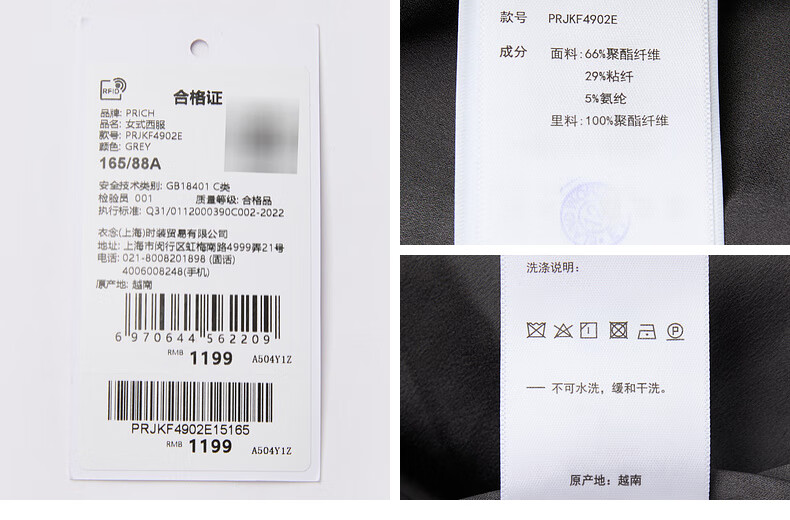 RFID
合格证
品牌: PRICH
品名: 女式西服
款号: PRJKF4902E
颜色: GREY
165/88A
安全技术类别: GB18401 C类
检验员 001 质量等级: 合格品
执行标准: Q31/0112000390C002-2022
衣念(上海)时装贸易有限公司
地址: 上海市闵行区虹梅南路4999弄21号
电话: 021-8008201898 (固话)
4006008248(手机)
原产地: 越南
6 970644 562209
RMB 1199 A504Y1Z
PRJKF4902E15165
RMB 1199 A504Y1Z
款号 PRJKF4902E
成分 面料:66%聚酯纤维
29%粘纤
5%氨纶
里料:100%聚酯纤维
洗涤说明:
P
— 不可水洗，缓和干洗。
原产地: 越南